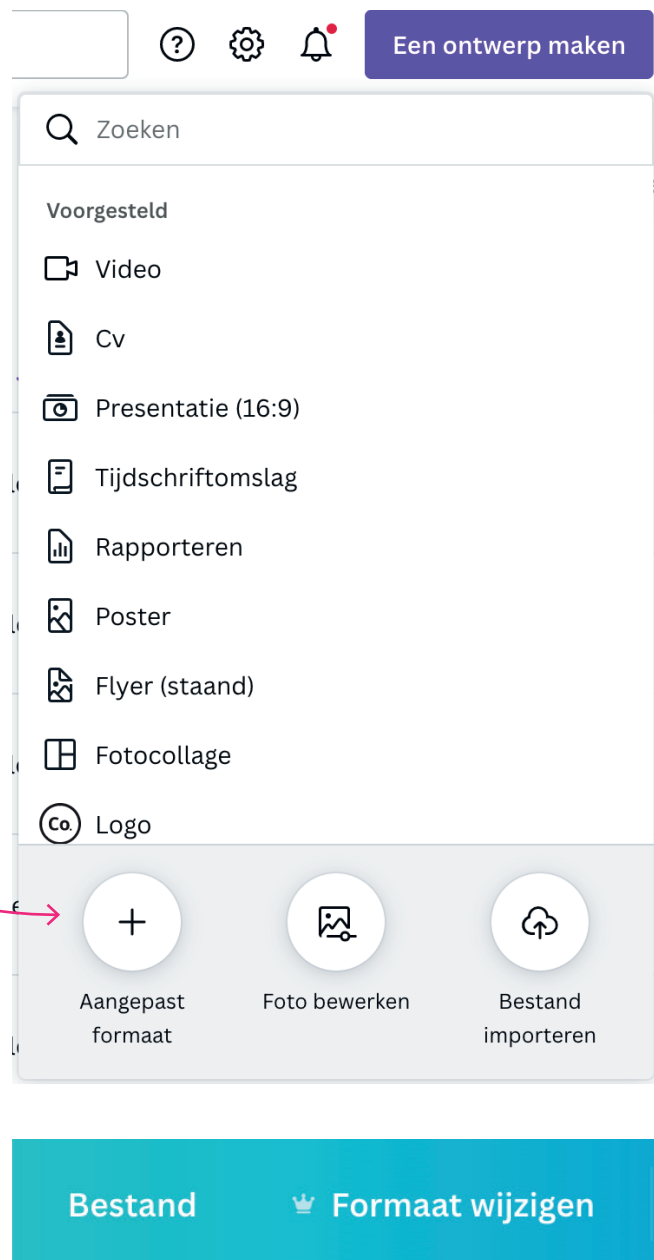 Een ontwerp maken
Zoeken
Voorgesteld
Video
Cv
Presentatie (16:9)
Tijdschriftomslag
Rapporteren
Poster
Flyer (staand)
Fotocollage
Co. Logo
Aangepast
formaat
Foto bewerken
Bestand
importeren
Bestand
Formaat wijzigen